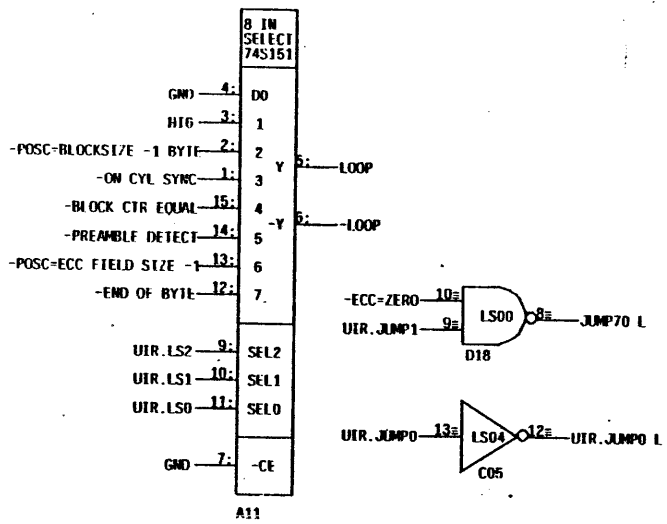 8 IN
SELECT
74S151
GND 4: D0
HI6 3: 1
-POSC=BLOCKSIZE -1 BYTE 2: 2
Y 5: LOOP
-ON CYL SYNC 1: 3
-BLOCK CTR EQUAL 15: 4
-Y 6: -LOOP
-PREAMBLE DETECT 14: 5
-POSC=ECC FIELD SIZE -1 13: 6
-END OF BYTE 12: 7
UIR.LS2 9: SEL2
UIR.LS1 10: SEL1
UIR.LS0 11: SEL0
GND 7: -CE
A11
-ECC=ZERO 10= LS00 8= JUMP70 L
UIR.JUMP1 9=
D18
UIR.JUMP0 13= LS04 12= UIR.JUMP0 L
C05